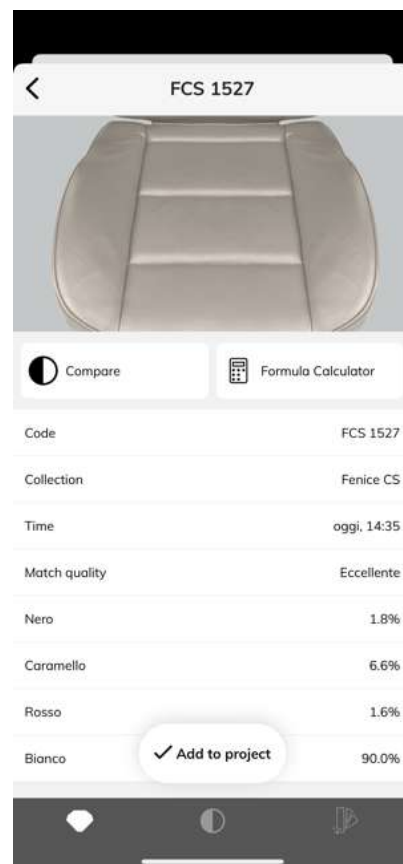 FCS 1527
Compare
Formula Calculator
Code FCS 1527
Collection Fenice CS
Time oggi, 14:35
Match quality Eccellente
Nero 1.8%
Caramello 6.6%
Rosso 1.6%
Add to project
Bianco 90.0%